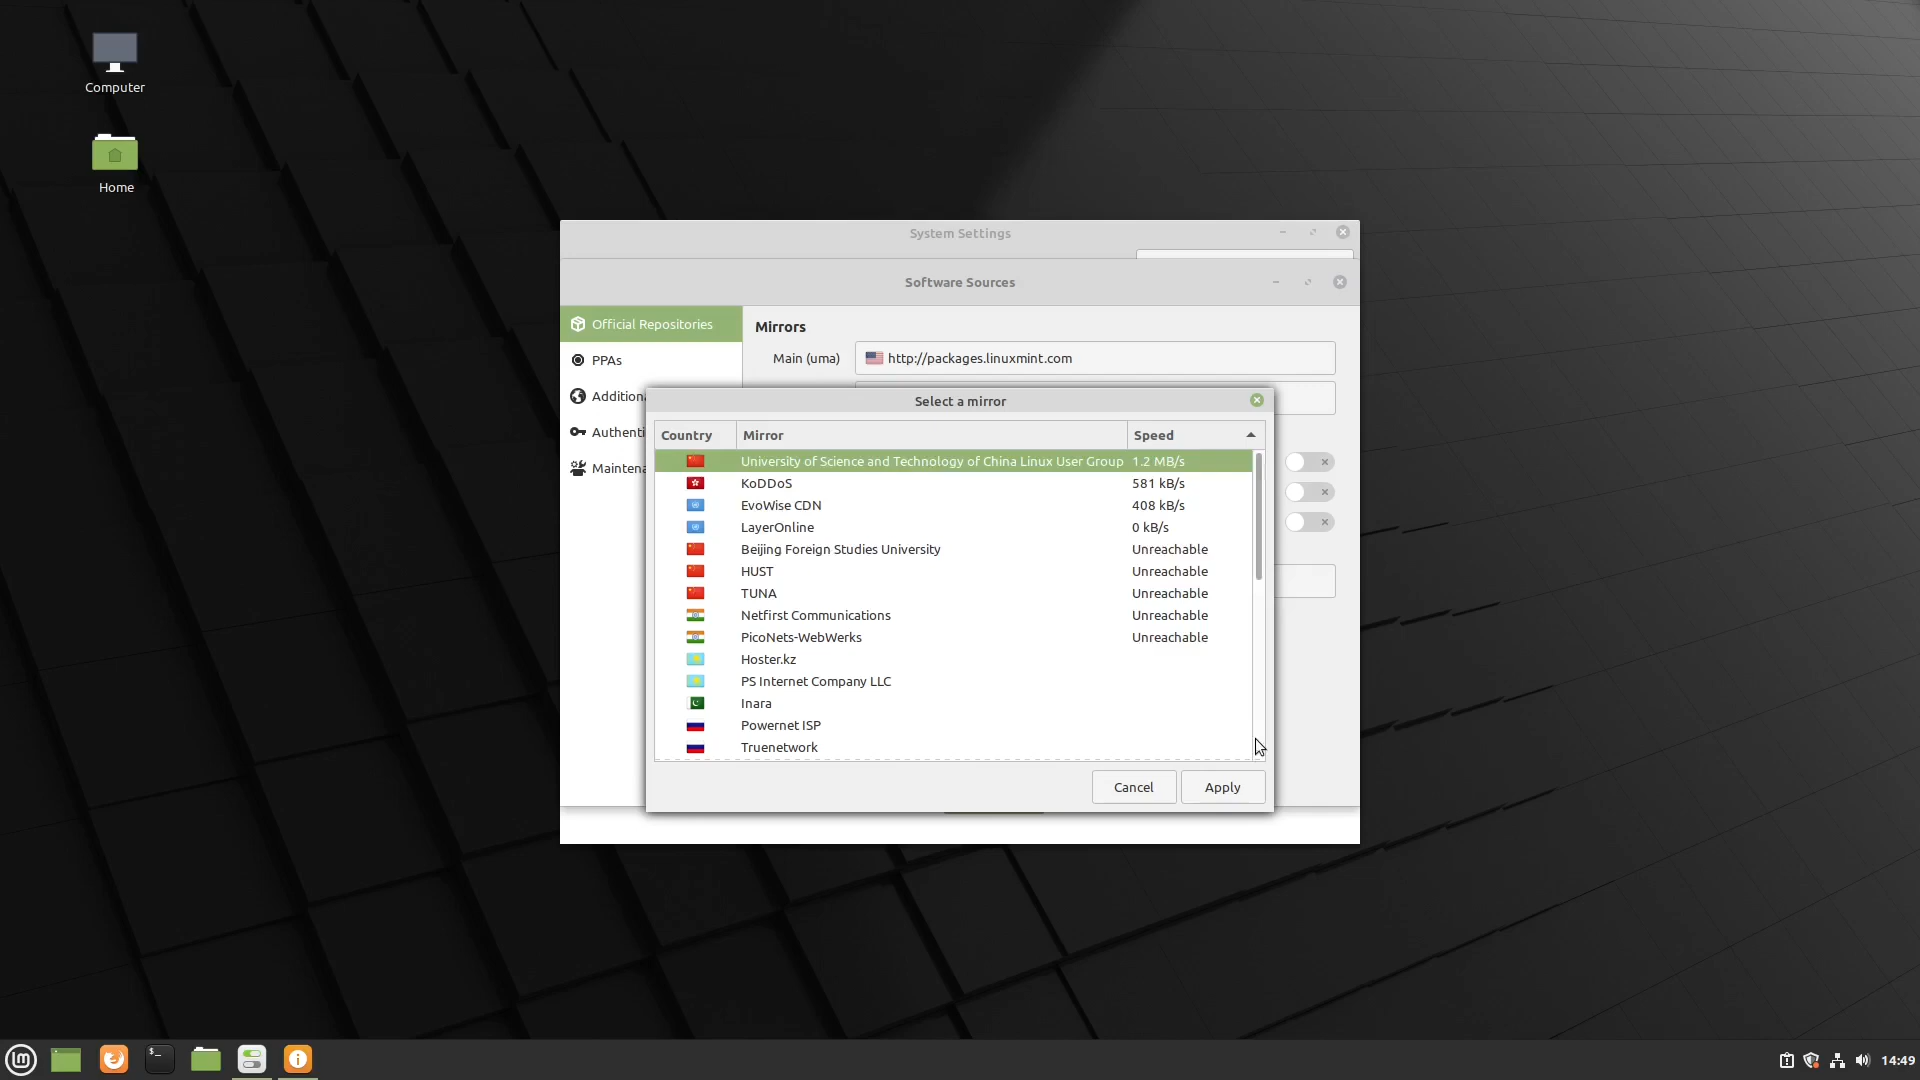 Computer
Home
System Settings
Software Sources
Official Repositories
PPAs
Addition
Authenti
Maintena
Mirrors
Main (uma)
http://packages.linuxmint.com
Select a mirror
Country Mirror Speed
University of Science and Technology of China Linux User Group 1.2 MB/s
KoDDoS 581 kB/s
EvoWise CDN 408 kB/s
LayerOnline 0 kB/s
Beijing Foreign Studies University Unreachable
HUST Unreachable
TUNA Unreachable
Netfirst Communications Unreachable
PicoNets-WebWerks Unreachable
Hoster.kz
PS Internet Company LLC
Inara
Powernet ISP
Truenetwork
Cancel Apply
14:49